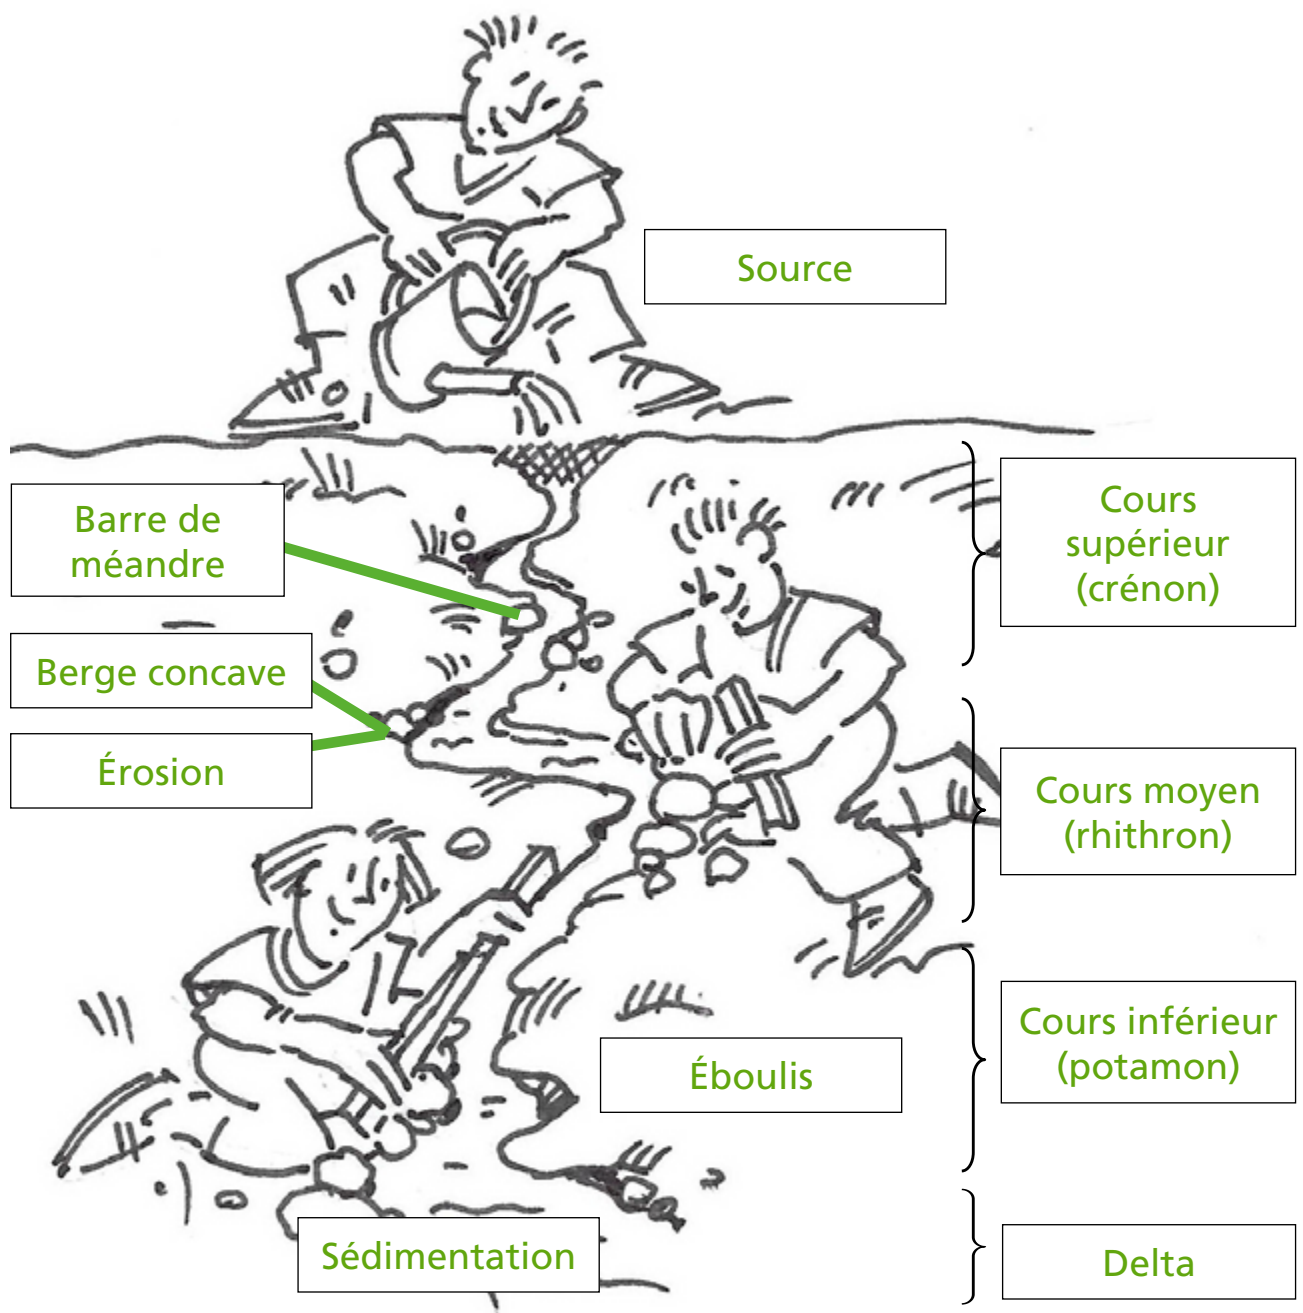 Source
Barre de
méandre
Berge concave
Érosion
Cours
supérieur
(crénon)
Cours moyen
(rhithron)
Cours inférieur
(potamon)
Éboulis
Sédimentation
Delta